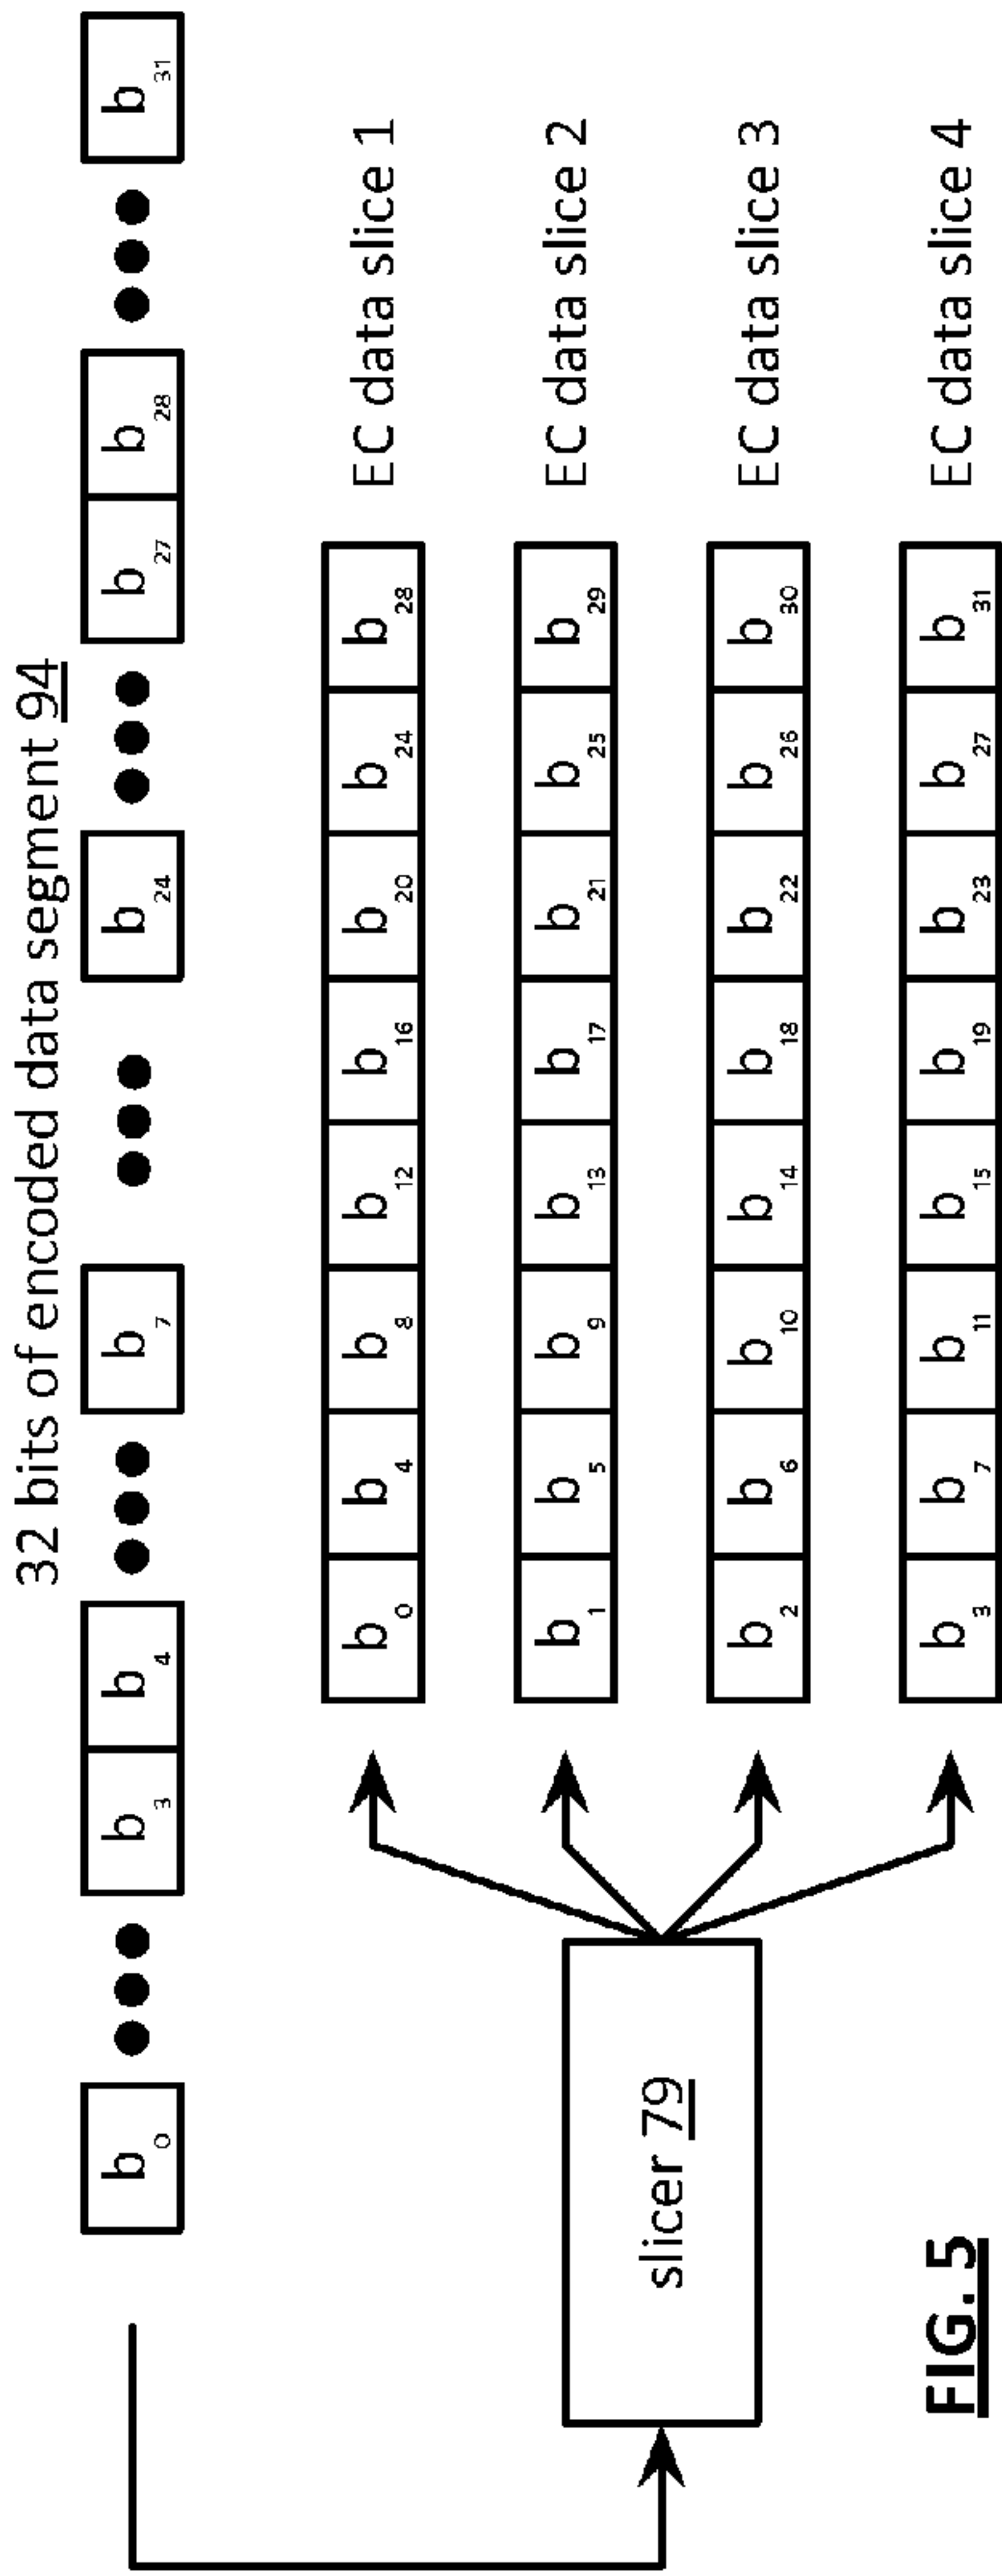 32 bits of encoded data segment 94
b0 ●●● b3 b4 ●●● b7 ●●● b24 ●●● b27 b28 ●●● b31
b0 b4 b8 b12 b16 b20 b24 b28 EC data slice 1
b1 b5 b9 b13 b17 b21 b25 b29 EC data slice 2
slicer 79
b2 b6 b10 b14 b18 b22 b26 b30 EC data slice 3
b3 b7 b11 b15 b19 b23 b27 b31 EC data slice 4
FIG. 5